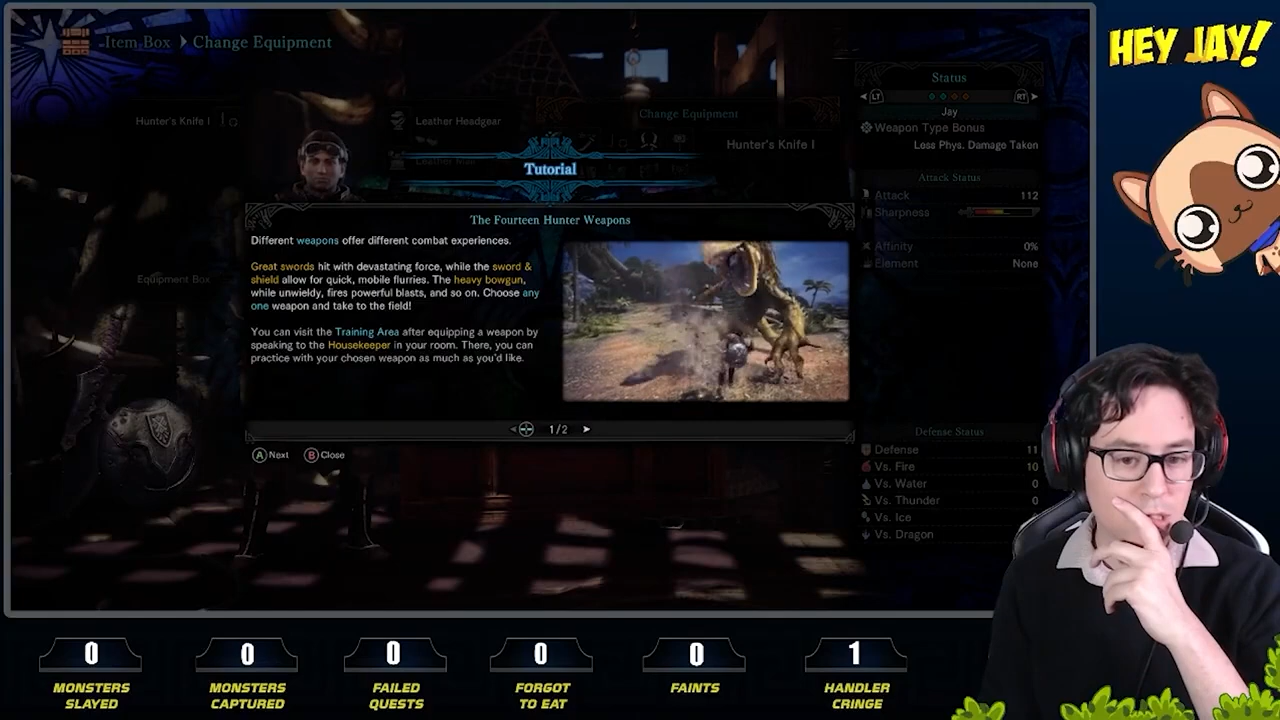 HEY JAY!
Item Box
Change Equipment
Hunter's Knife I
Leather Headgear
Leather Mail
Equipment Box
Change Equipment
Hunter's Knife I
Tutorial
The Fourteen Hunter Weapons
Different weapons offer different combat experiences.
Great swords hit with devastating force, while the sword &
shield allow for quick, mobile flurries. The heavy bowgun,
while unwieldy, fires powerful blasts, and so on. Choose any
one weapon and take to the field!
You can visit the Training Area after equipping a weapon by
speaking to the Housekeeper in your room. There, you can
practice with your chosen weapon as much as you'd like.
1/2
A Next B Close
Status
LT RT
Jay
Weapon Type Bonus
Less Phys. Damage Taken
Attack Status
Attack 112
Sharpness
Affinity 0%
Element None
Defense Status
Defense 11
Vs. Fire 10
Vs. Water 0
Vs. Thunder 0
Vs. Ice
Vs. Dragon
0
MONSTERS
SLAYED
0
MONSTERS
CAPTURED
0
FAILED
QUESTS
0
FORGOT
TO EAT
0
FAINTS
1
HANDLER
CRINGE